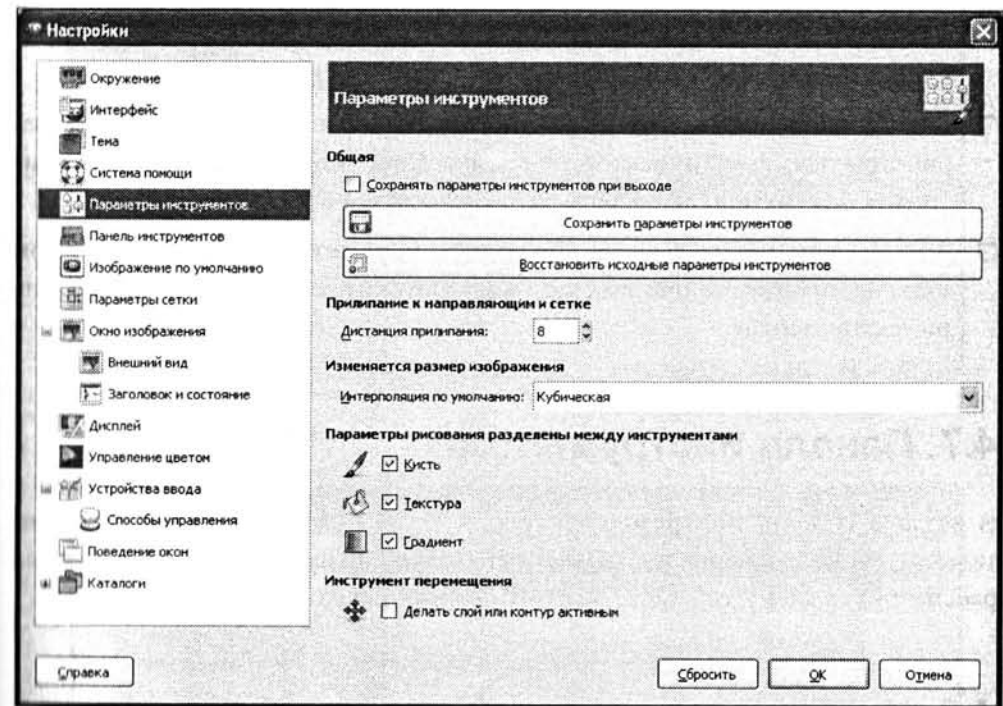 Настройки
Окружение
Интерфейс
Тема
Система помощи
Параметры инструментов
Панель инструментов
Изображение по умолчанию
Параметры сетки
Окно изображения
Внешний вид
Заголовок и состояние
Дисплей
Управление цветом
Устройства ввода
Способы управления
Поведение окон
Каталоги
Параметры инструментов
Общая
Сохранять параметры инструментов при выходе
Сохранить параметры инструментов
Восстановить исходные параметры инструментов
Прилипание к направляющим и сетке
Дистанция прилипания: 8
Изменяется размер изображения
Интерполяция по умолчанию: Кубическая
Параметры рисования разделены между инструментами
Кисть
Текстура
Градиент
Инструмент перемещения
Делать слой или контур активным
Справка
Сбросить
OK
Отмена